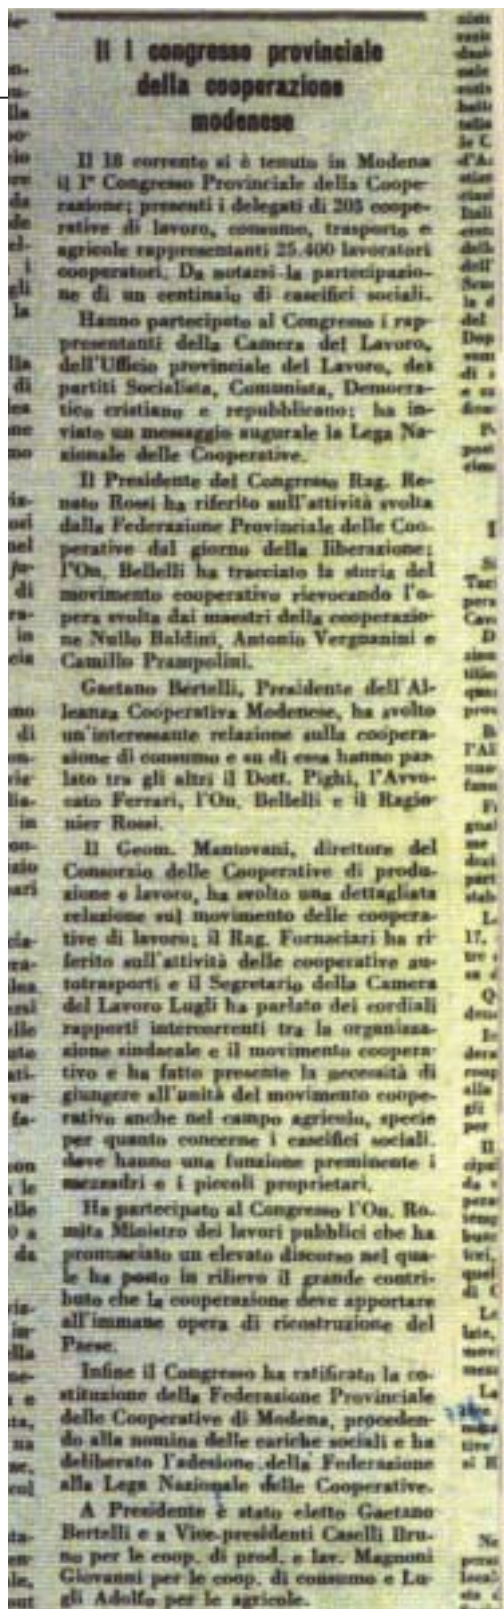 Il I congresso provinciale
della cooperazione
modenese
Il 18 corrente si è tenuto in Modena
il 1º Congresso Provinciale della Coope-
razione; presenti i delegati di 205 coope-
rative di lavoro, consumo, trasporto e
agricole rappresentanti 25.400 lavoratori
cooperatori. Da notarsi la partecipazio-
ne di un centinaio di caseifici sociali.
Hanno partecipato al Congresso i rap-
presentanti della Camera del Lavoro,
dell'Ufficio provinciale del Lavoro, dei
partiti Socialista, Comunista, Democra-
tico cristiano e repubblicano; ha in-
viato un messaggio augurale la Lega Na-
zionale delle Cooperative.
Il Presidente del Congresso Rag. Re-
nato Rossi ha riferito sull'attività svolta
dalla Federazione Provinciale delle Coo-
perative dal giorno della liberazione;
l'On. Bellelli ha tracciato la storia del
movimento cooperativo rievocando l'o-
pera svolta dai maestri della cooperazio-
ne Nullo Baldini, Antonio Vergnanini e
Camillo Prampolini.
Gaetano Bertelli, Presidente dell'Al-
leanza Cooperativa Modenese, ha svolto
un'interessante relazione sulla coopera-
zione di consumo e su di essa hanno par-
lato tra gli altri il Dott. Pighi, l'Avvo-
cato Ferrari, l'On. Bellelli e il Ragio-
nier Rossi.
Il Geom. Mantovani, direttore del
Consorzio delle Cooperative di produ-
zione e lavoro, ha svolto una dettagliata
relazione sul movimento delle coopera-
tive di lavoro; il Rag. Fornaciari ha ri-
ferito sull'attività delle cooperative au-
totrasporti e il Segretario della Camera
del Lavoro Lugli ha parlato dei cordiali
rapporti intercorrenti tra la organizza-
zione sindacale e il movimento coopera-
tivo e ha fatto presente la necessità di
giungere all'unità del movimento coope-
rativo anche nel campo agricolo, specie
per quanto concerne i caseifici sociali.
dove hanno una funzione preminente i
mezzadri e i piccoli proprietari.
Ha partecipato al Congresso l'On. Ro-
mita Ministro dei lavori pubblici che ha
pronunciato un elevato discorso nel qua-
le ha posto in rilievo il grande contri-
buto che la cooperazione deve apportare
all'immane opera di ricostruzione del
Paese.
Infine il Congresso ha ratificato la co-
stituzione della Federazione Provinciale
delle Cooperative di Modena, proceden-
do alla nomina delle cariche sociali e ha
deliberato l'adesione della Federazione
alla Lega Nazionale delle Cooperative.
A Presidente è stato eletto Gaetano
Bertelli e a Vice-presidenti Caselli Bru-
no per le coop. di prod. e lav. Magnoni
Giovanni per le coop. di consumo e Lu-
gli Adolfo per le agricole.